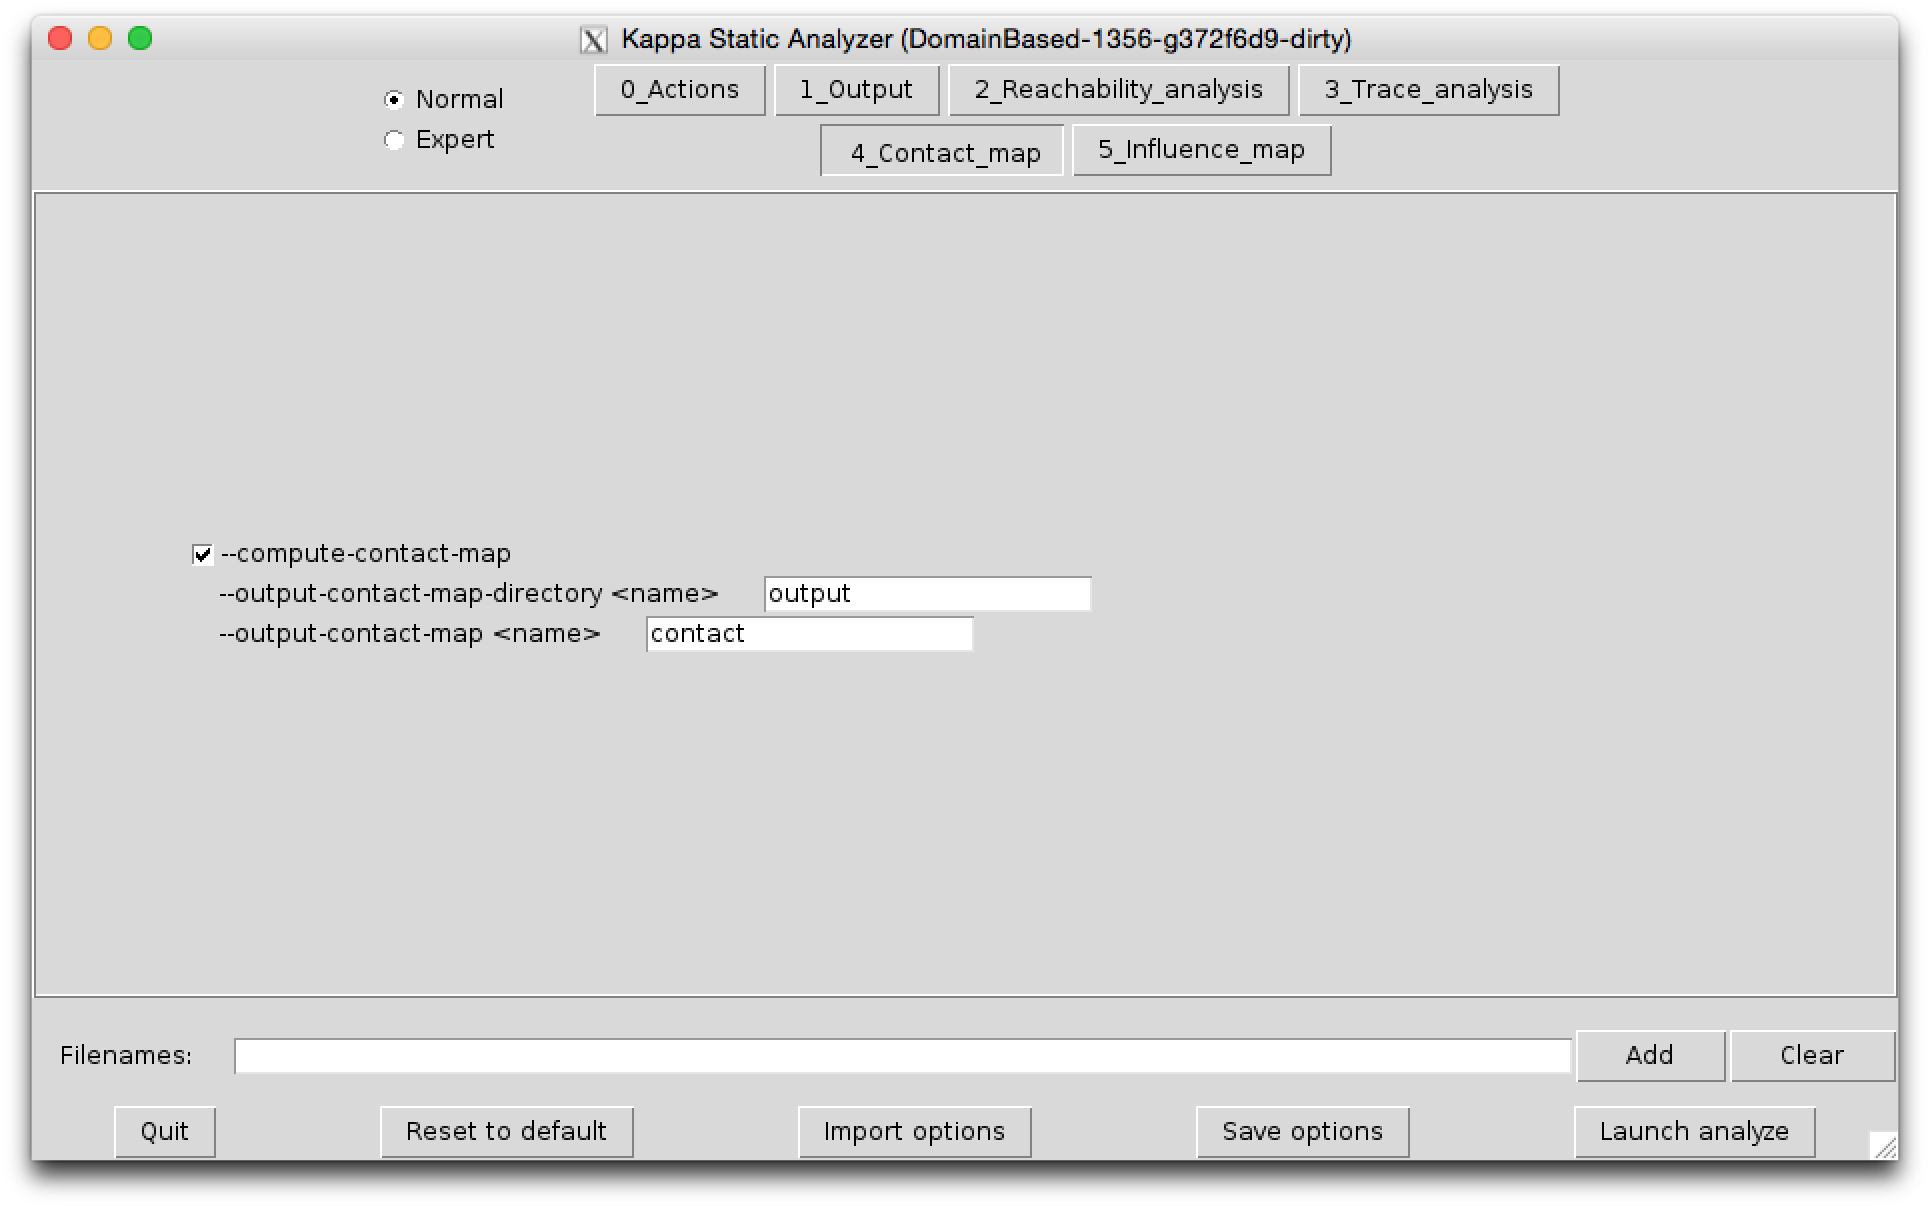 Kappa Static Analyzer (DomainBased-1356-g372f6d9-dirty)
Normal
Expert
0_Actions 1_Output 2_Reachability_analysis 3_Trace_analysis
4_Contact_map 5_Influence_map
--compute-contact-map
--output-contact-map-directory <name> output
--output-contact-map <name> contact
Filenames: Add Clear
Quit Reset to default Import options Save options Launch analyze